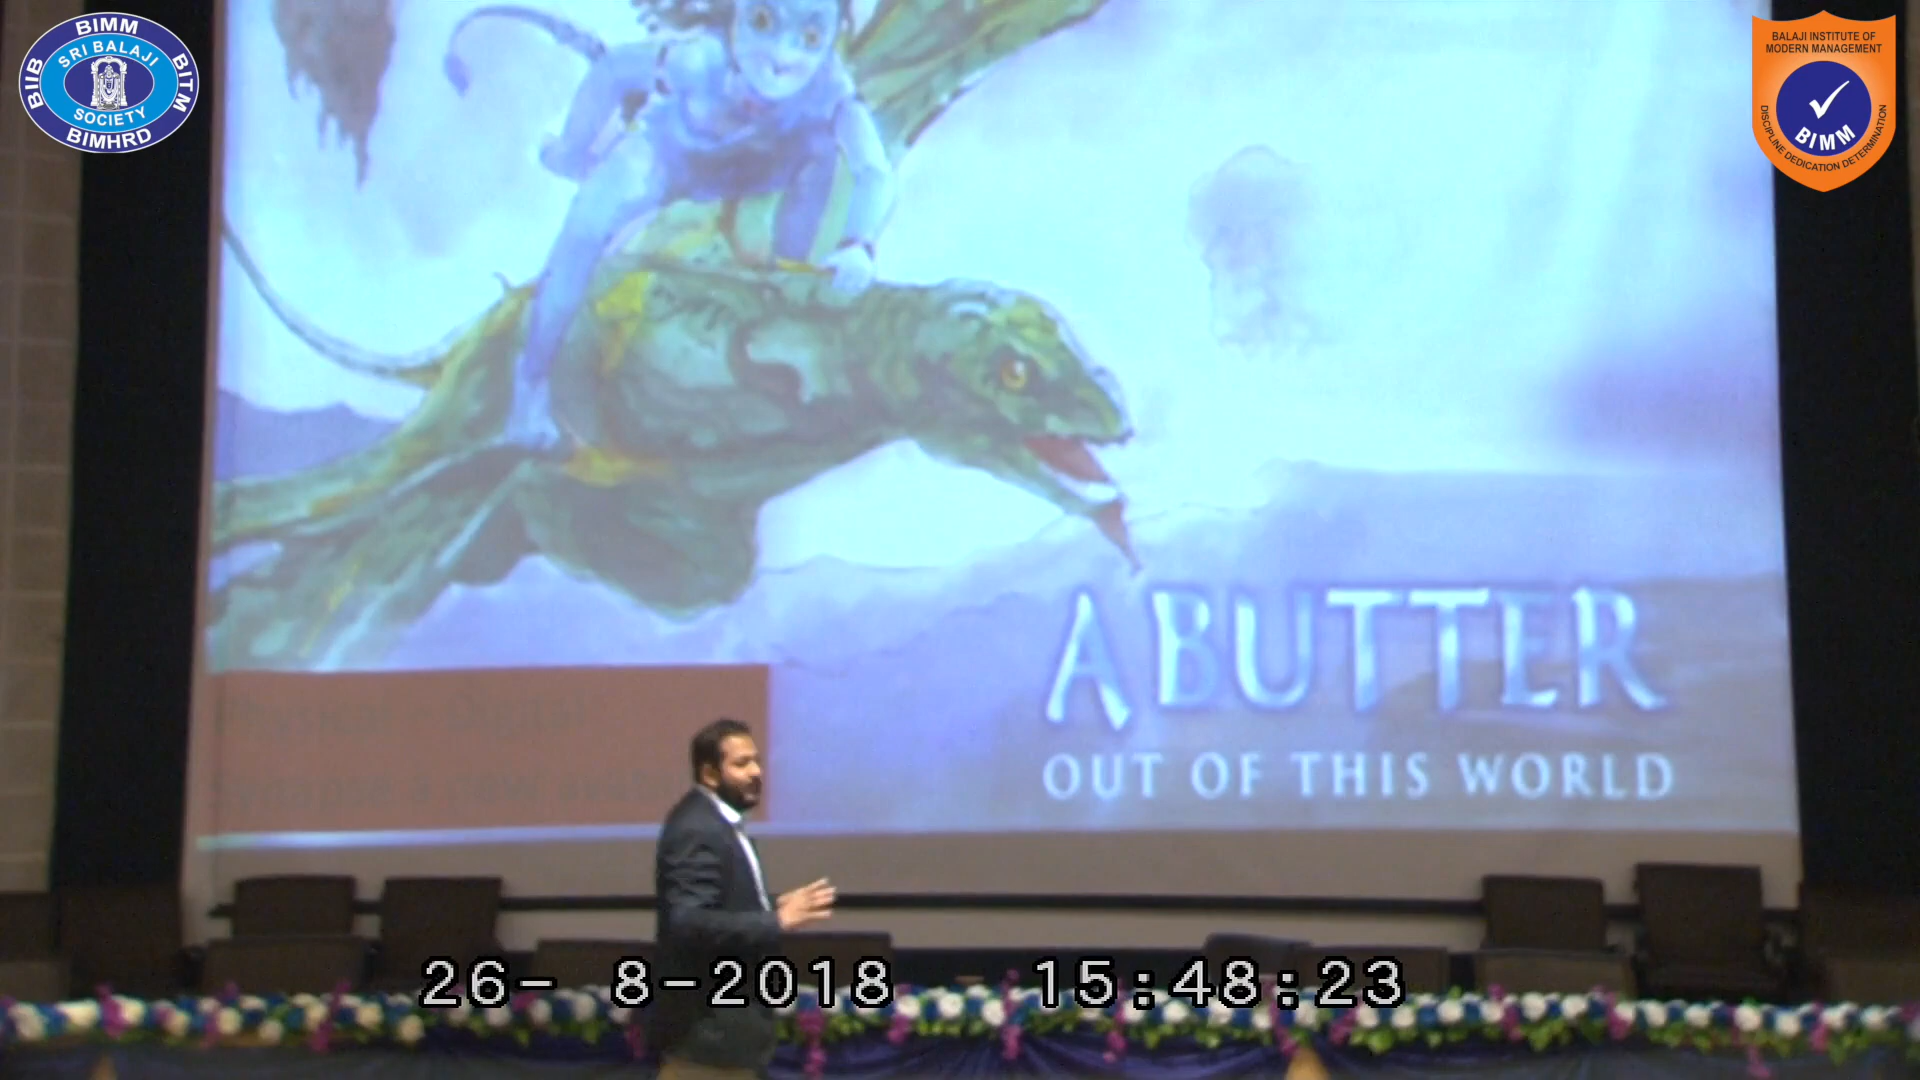 BIMM
BIIB
SRI BALAJI
BITM
SOCIETY
BIMHRD
BALAJI INSTITUTE OF
MODERN MANAGEMENT
BIMM
DISCIPLINE DEDICATION DETERMINATION
A BUTTER
OUT OF THIS WORLD
26- 8-2018 15:48:23